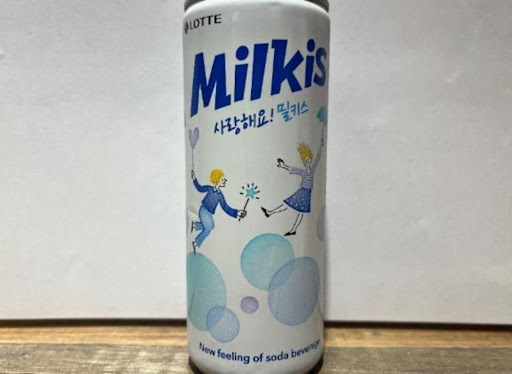 LOTTE
Milkis
사랑해요! 밀키스
New feeling of soda beverage